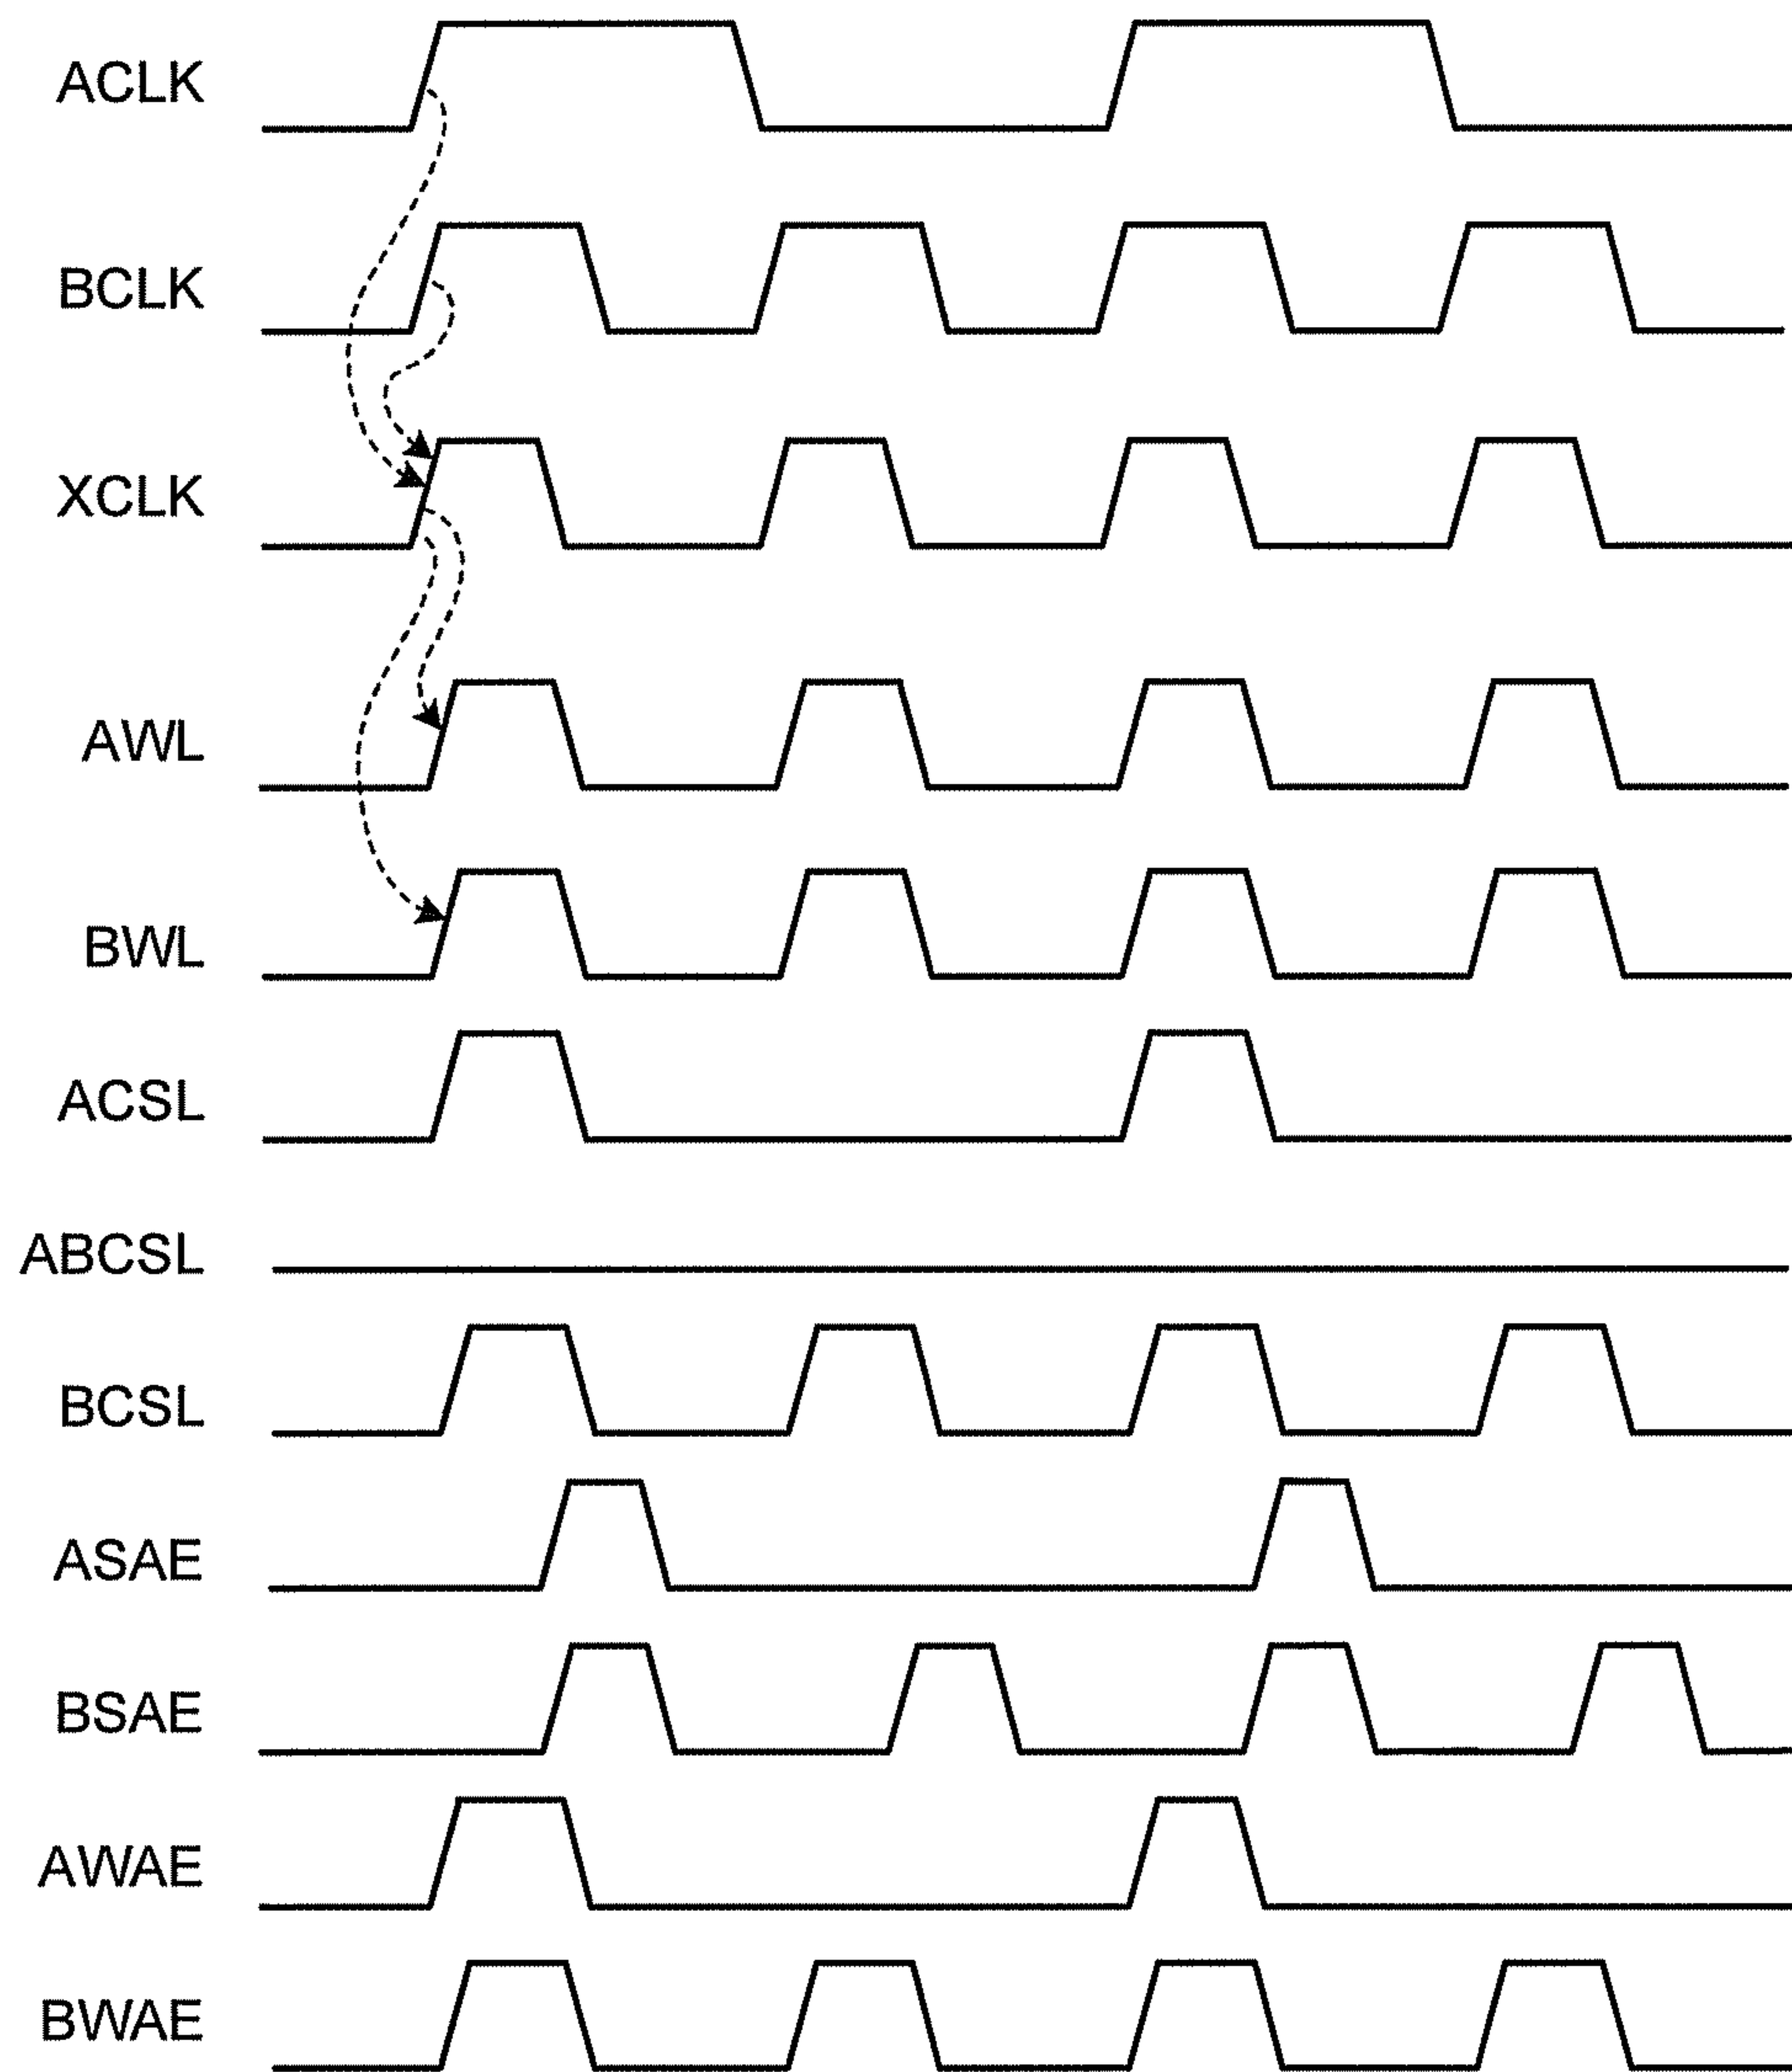 ACLK
BCLK
XCLK
AWL
BWL
ACSL
ABCSL
BCSL
ASAE
BSAE
AWAE
BWAE